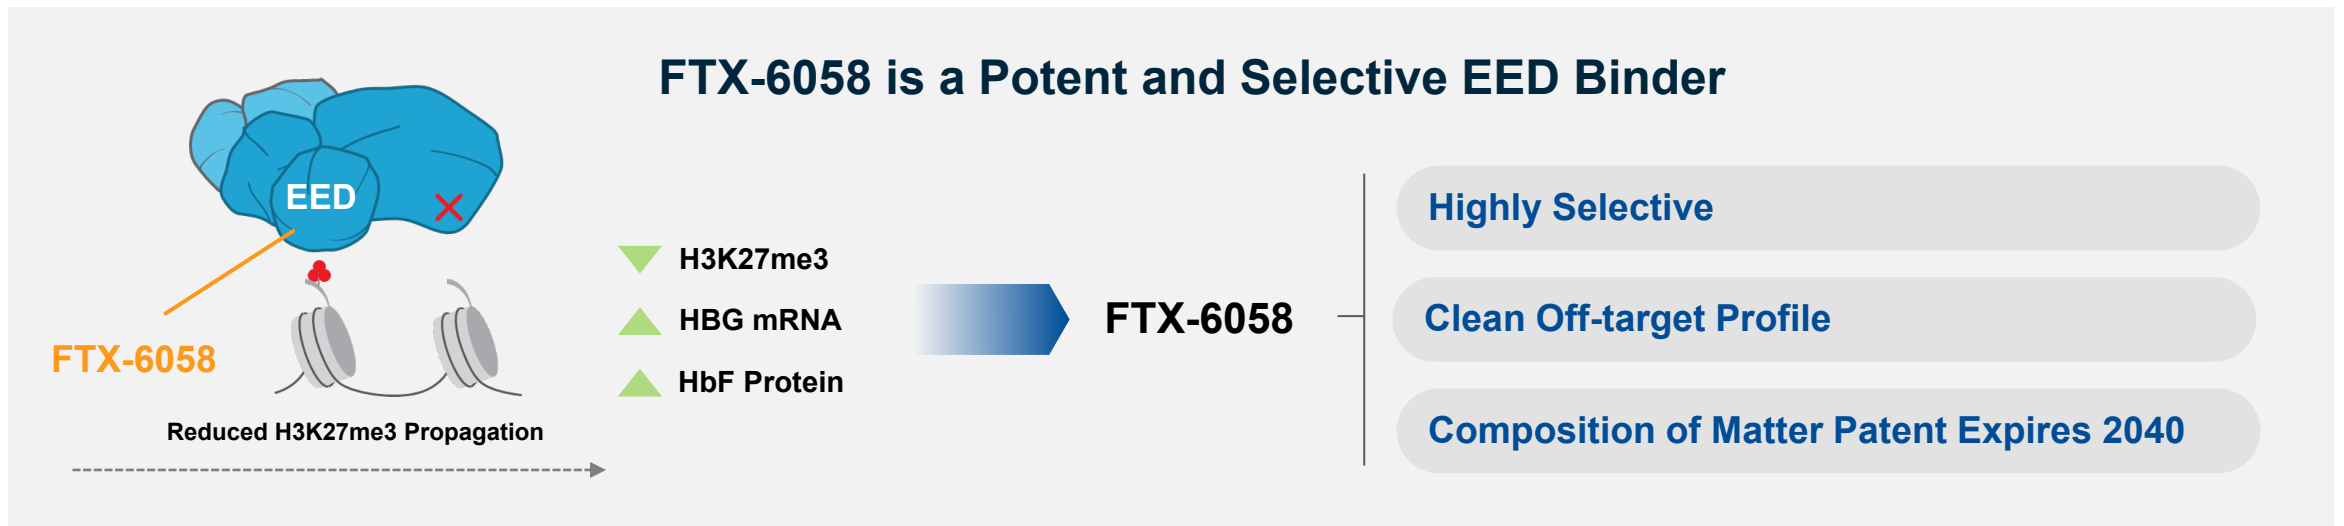 FTX-6058 is a Potent and Selective EED Binder
EED
FTX-6058
Reduced H3K27me3 Propagation
H3K27me3
HBG mRNA
HbF Protein
FTX-6058
Highly Selective
Clean Off-target Profile
Composition of Matter Patent Expires 2040